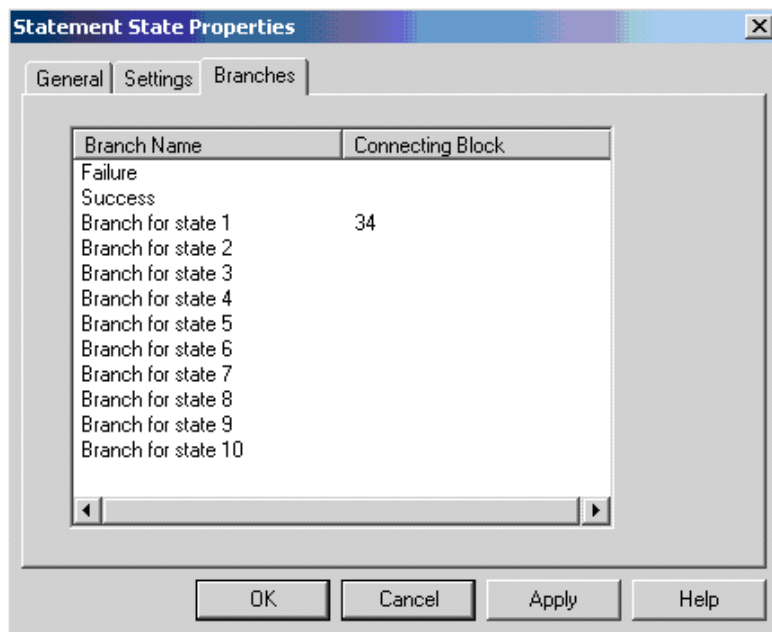 Statement State Properties
General Settings Branches
Branch Name Connecting Block
Failure
Success
Branch for state 1 34
Branch for state 2
Branch for state 3
Branch for state 4
Branch for state 5
Branch for state 6
Branch for state 7
Branch for state 8
Branch for state 9
Branch for state 10
OK Cancel Apply Help